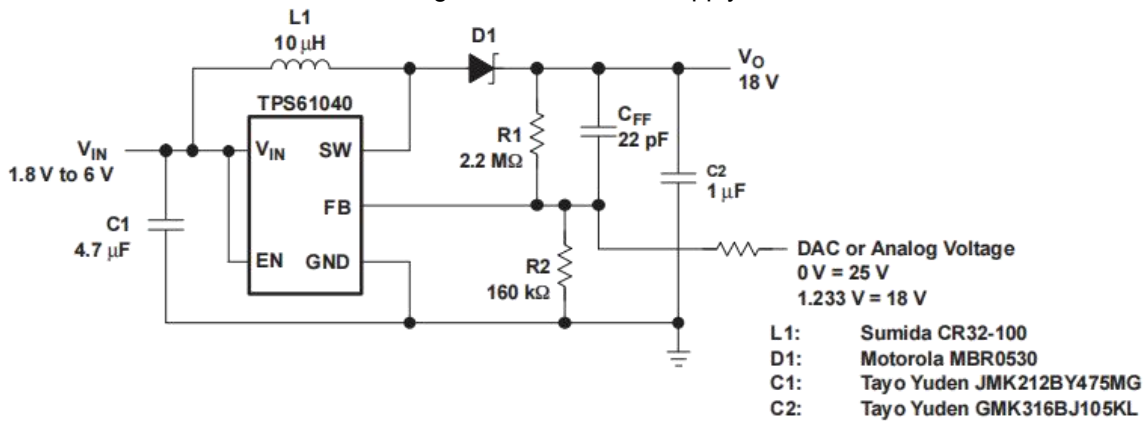 L1
10 μH
D1
VO
18 V
TPS61040
VIN
1.8 V to 6 V
VIN
SW
R1
2.2 MΩ
CFF
22 pF
C2
1 μF
FB
C1
4.7 μF
EN
GND
R2
160 kΩ
DAC or Analog Voltage
0 V = 25 V
1.233 V = 18 V
L1: Sumida CR32-100
D1: Motorola MBR0530
C1: Tayo Yuden JMK212BY475MG
C2: Tayo Yuden GMK316BJ105KL